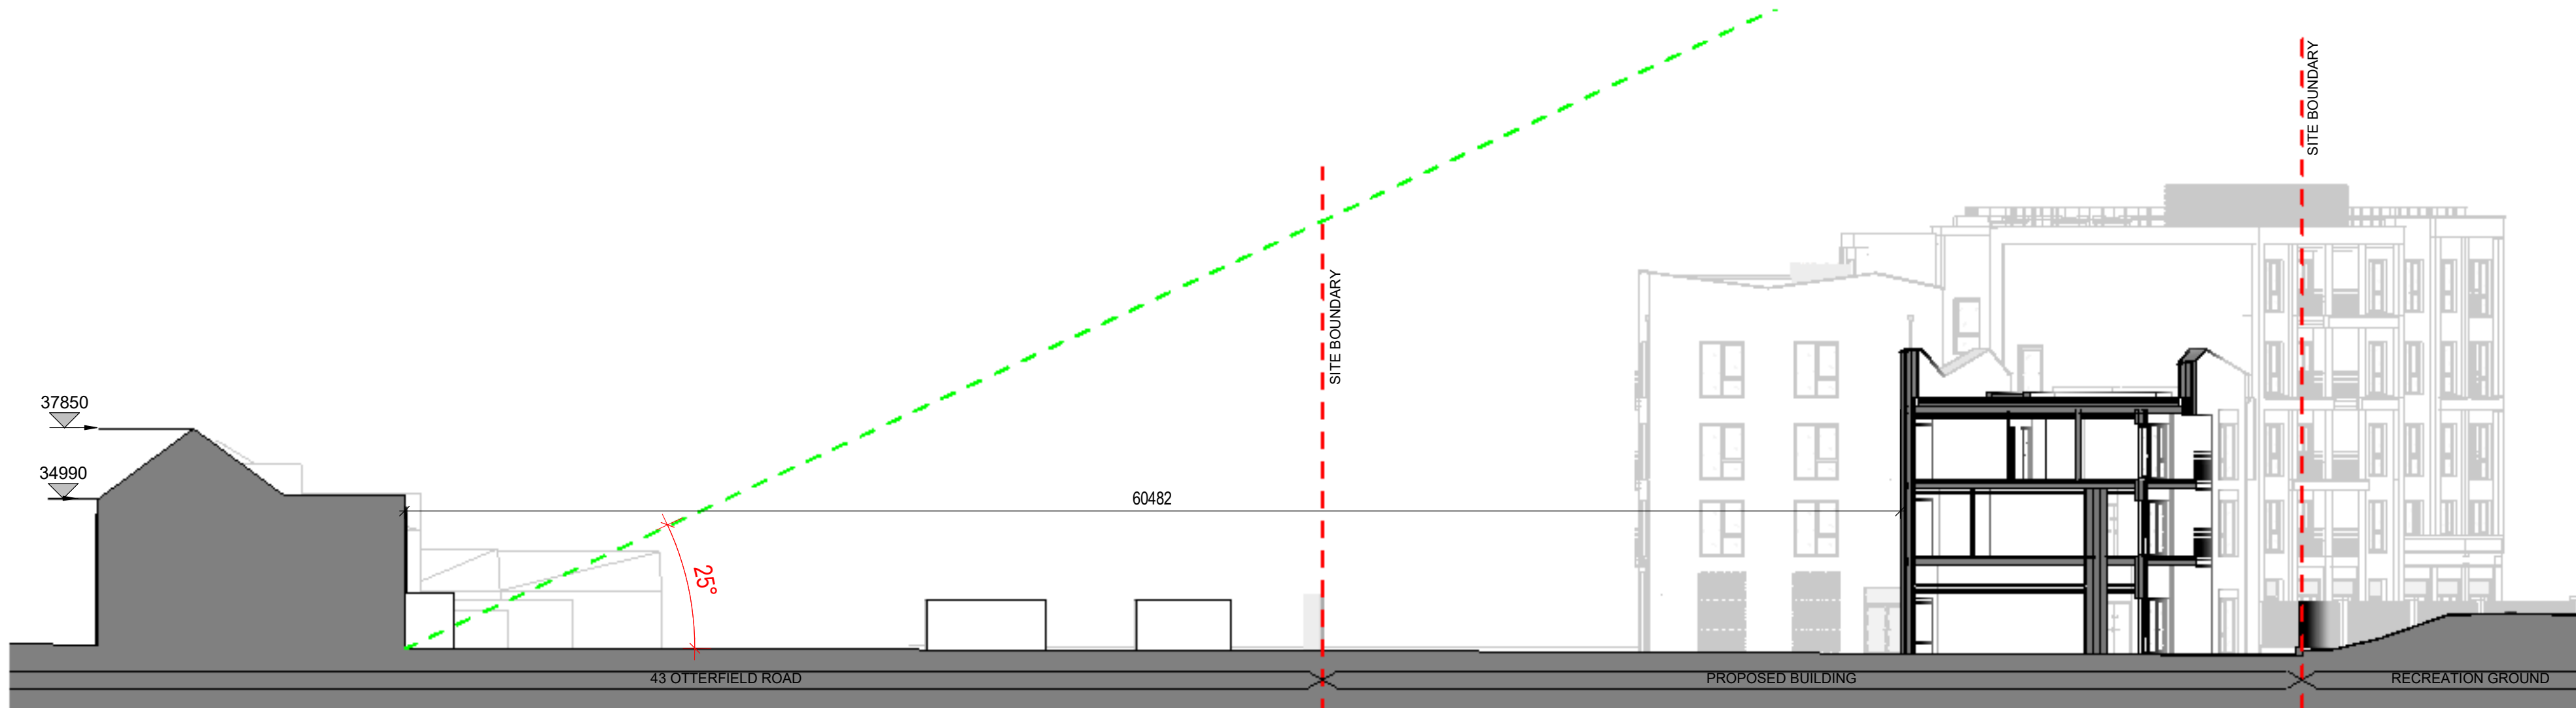 SITE BOUNDARY
SITE BOUNDARY
37850
34990
60482
25°
43 OTTERFIELD ROAD
PROPOSED BUILDING
RECREATION GROUND